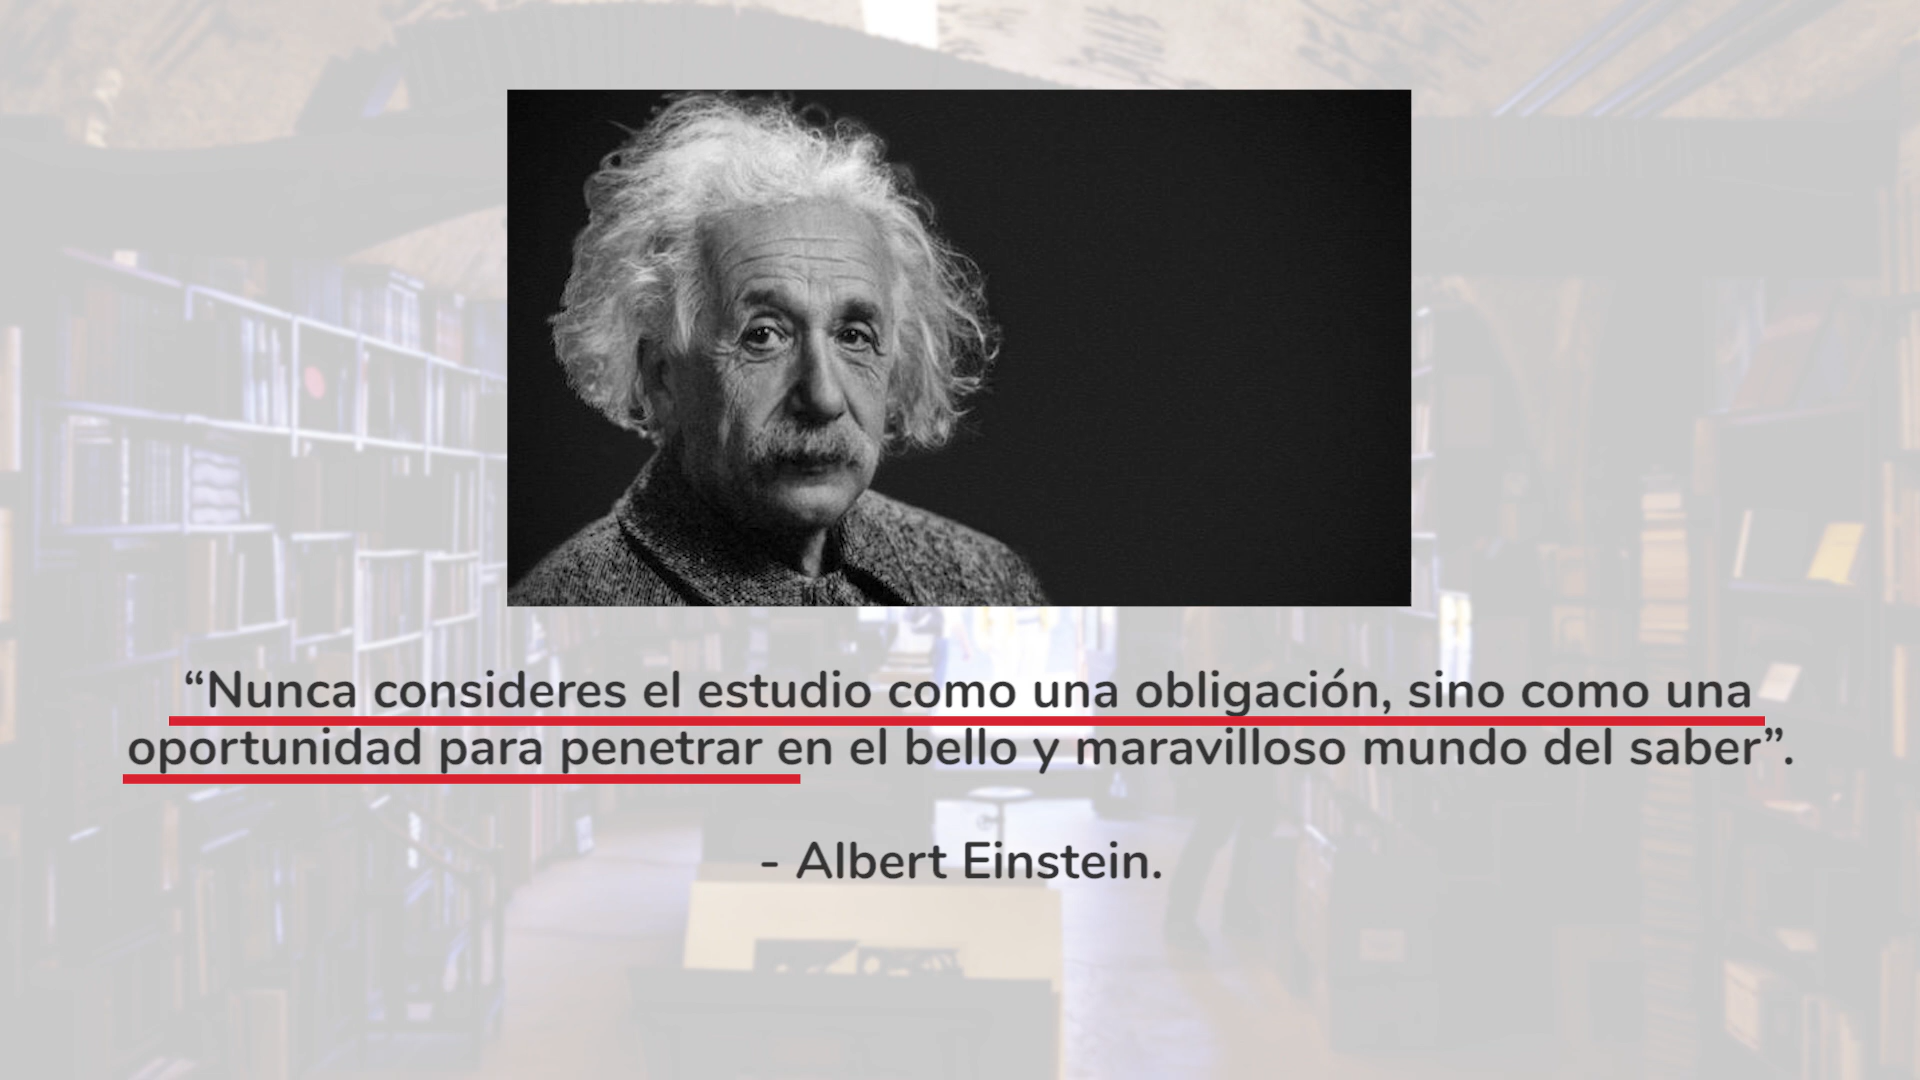 “Nunca consideres el estudio como una obligación, sino como una
oportunidad para penetrar en el bello y maravilloso mundo del saber”.
- Albert Einstein.